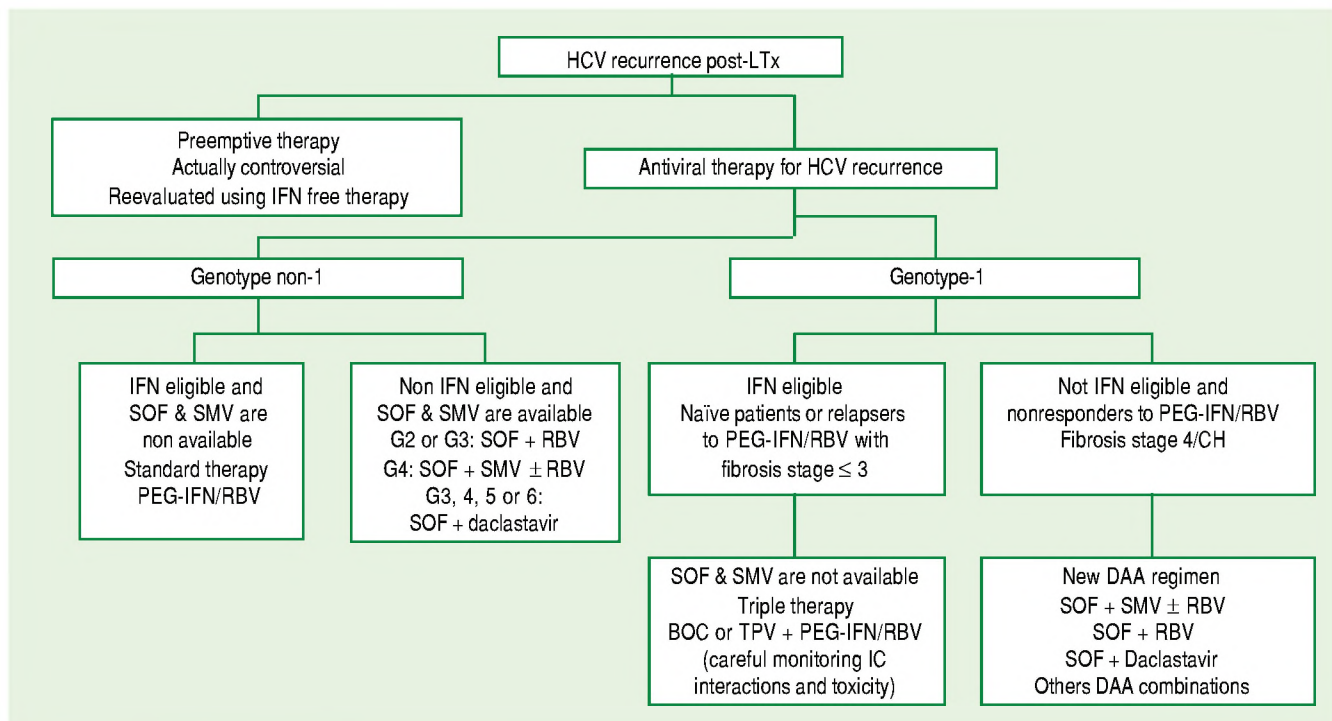 HCV recurrence post-LTx
Preemptive therapy
Actually controversial
Reevaluated using IFN free therapy
Antiviral therapy for HCV recurrence
Genotype non-1
Genotype-1
IFN eligible and
SOF & SMV are
non available
Standard therapy
PEG-IFN/RBV
Non IFN eligible and
SOF & SMV are available
G2 or G3: SOF + RBV
G4: SOF + SMV ± RBV
G3, 4, 5 or 6:
SOF + daclastavir
IFN eligible
Naïve patients or relapsers
to PEG-IFN/RBV with
fibrosis stage ≤ 3
Not IFN eligible and
nonresponders to PEG-IFN/RBV
Fibrosis stage 4/CH
SOF & SMV are not available
Triple therapy
BOC or TPV + PEG-IFN/RBV
(careful monitoring IC
interactions and toxicity)
New DAA regimen
SOF + SMV ± RBV
SOF + RBV
SOF + Daclastavir
Others DAA combinations